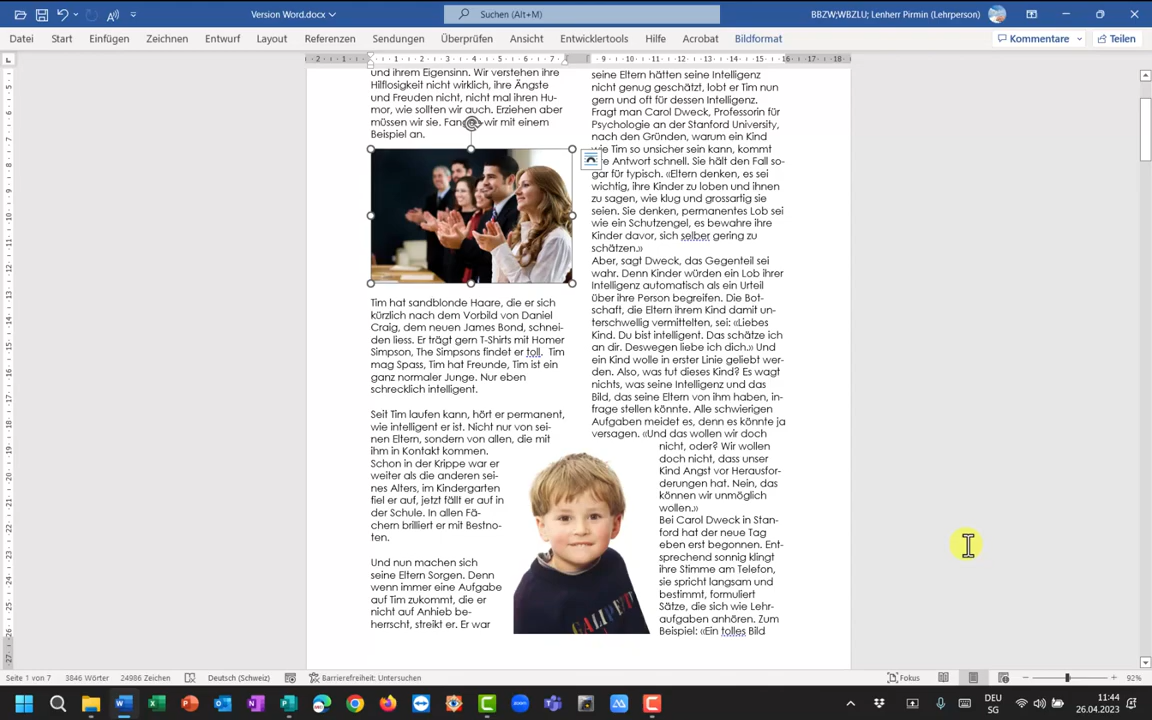 Version Word.docx
Suchen (Alt+M)
BBZW;WBZLU; Lenherr Pirmin (Lehrperson)
Datei Start Einfügen Zeichnen Entwurf Layout Referenzen Sendungen Überprüfen Ansicht Entwicklertools Hilfe Acrobat Bildformat
Kommentare
Teilen
und ihrem Eigensinn. Wir verstehen ihre
Hilflosigkeit nicht wirklich, ihre Ängste
und Freuden nicht, nicht mal ihren Hu-
mor, wie sollten wir auch. Erziehen aber
müssen wir sie. Fangen wir mit einem
Beispiel an.
Tim hat sandblonde Haare, die er sich
kürzlich nach dem Vorbild von Daniel
Craig, dem neuen James Bond, schnei-
den liess. Er trägt gern T-Shirts mit Homer
Simpson, The Simpsons findet er toll. Tim
mag Spass, Tim hat Freunde, Tim ist ein
ganz normaler Junge. Nur eben
schrecklich intelligent.
Seit Tim laufen kann, hört er permanent,
wie intelligent er ist. Nicht nur von sei-
nen Eltern, sondern von allen, die mit
ihm in Kontakt kommen.
Schon in der Krippe war er
weiter als die anderen sei-
nes Alters, im Kindergarten
fiel er auf, jetzt fällt er auf in
der Schule. In allen Fä-
chern brilliert er mit Bestno-
ten.
Und nun machen sich
seine Eltern Sorgen. Denn
wenn immer eine Aufgabe
auf Tim zukommt, die er
nicht auf Anhieb be-
herrscht, streikt er. Er war
seine Eltern hätten seine Intelligenz
nicht genug geschätzt, lobt er Tim nun
gern und oft für dessen Intelligenz.
Fragt man Carol Dweck, Professorin für
Psychologie an der Stanford University,
nach den Gründen, warum ein Kind
wie Tim so unsicher sein kann, kommt
ihre Antwort schnell. Sie hält den Fall so-
gar für typisch. «Eltern denken, es sei
wichtig, ihre Kinder zu loben und ihnen
zu sagen, wie klug und grossartig sie
seien. Sie denken, permanentes Lob sei
wie ein Schutzengel, es bewahre ihre
Kinder davor, sich selber gering zu
schätzen.»
Aber, sagt Dweck, das Gegenteil sei
wahr. Denn Kinder würden ein Lob ihrer
Intelligenz automatisch als ein Urteil
über ihre Person begreifen. Die Bot-
schaft, die Eltern ihrem Kind damit un-
terschwellig vermittelten, sei: «Liebes
Kind. Du bist intelligent. Das schätze ich
an dir. Deswegen liebe ich dich.» Und
ein Kind wolle in erster Linie geliebt wer-
den. Also, was tut dieses Kind? Es wagt
nichts, was seine Intelligenz und das
Bild, das seine Eltern von ihm haben, in-
frage stellen könnte. Alle schwierigen
Aufgaben meidet es, denn es könnte ja
versagen. «Und das wollen wir doch
nicht, oder? Wir wollen
doch nicht, dass unser
Kind Angst vor Herausfor-
derungen hat. Nein, das
können wir unmöglich
wollen.»
Bei Carol Dweck in Stan-
ford hat der neue Tag
eben erst begonnen. Ent-
sprechend sonnig klingt
ihre Stimme am Telefon,
sie spricht langsam und
bestimmt, formuliert
Sätze, die sich wie Lehr-
aufgaben anhören. Zum
Beispiel: «Ein tolles Bild
Seite 1 von 7 3846 Wörter 24986 Zeichen Deutsch (Schweiz) Barrierefreiheit: Untersuchen
Fokus
92%
DEU
SG
11:44
26.04.2023